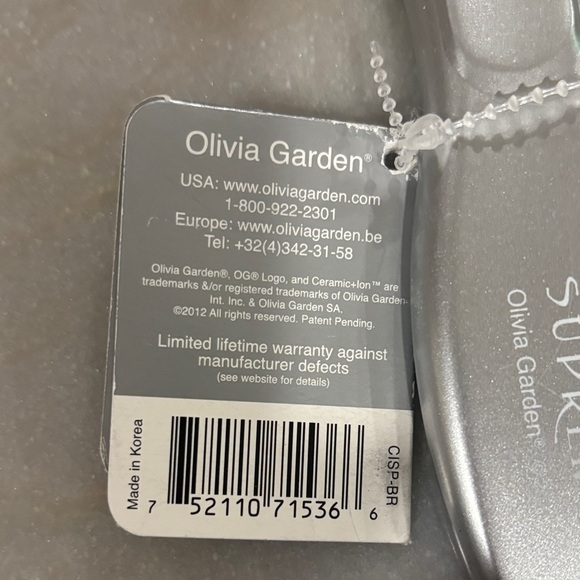 Olivia Garden®
USA: www.oliviagarden.com
1-800-922-2301
Europe: www.oliviagarden.be
Tel: +32(4)342-31-58
Olivia Garden®, OG® Logo, and Ceramic+Ion™ are
trademarks &/or registered trademarks of Olivia Garden
Int. Inc. & Olivia Garden SA.
©2012 All rights reserved. Patent Pending.
Limited lifetime warranty against
manufacturer defects
(see website for details)
Made in Korea
7 52110 71536 6
CISP-BR
Olivia Garden